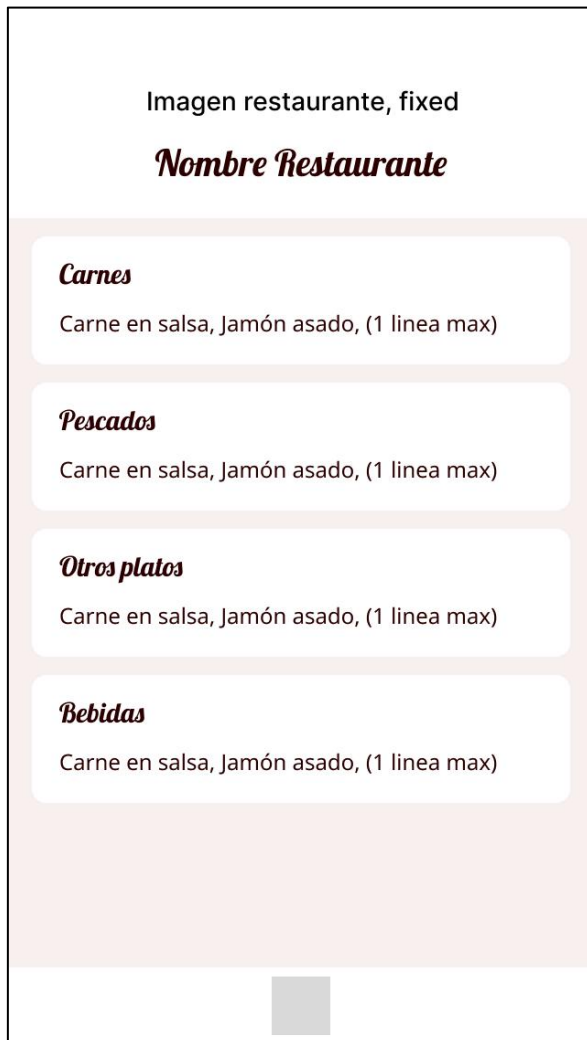 Imagen restaurante, fixed
Nombre Restaurante
Carnes
Carne en salsa, Jamón asado, (1 linea max)
Pescados
Carne en salsa, Jamón asado, (1 linea max)
Otros platos
Carne en salsa, Jamón asado, (1 linea max)
Bebidas
Carne en salsa, Jamón asado, (1 linea max)